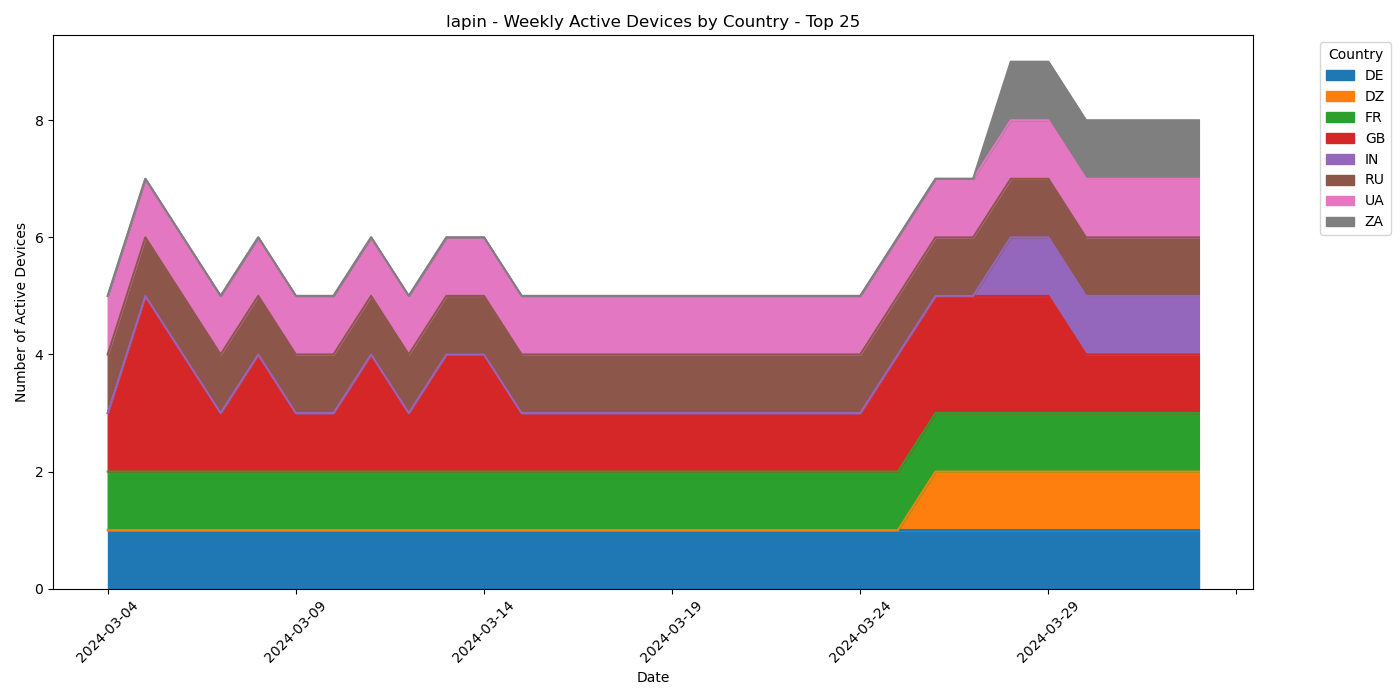 lapin - Weekly Active Devices by Country - Top 25
Number of Active Devices
8
6
4
2
0
2024-03-04
2024-03-09
2024-03-14
2024-03-19
2024-03-24
2024-03-29
Date
Country
DE
DZ
FR
GB
IN
RU
UA
ZA